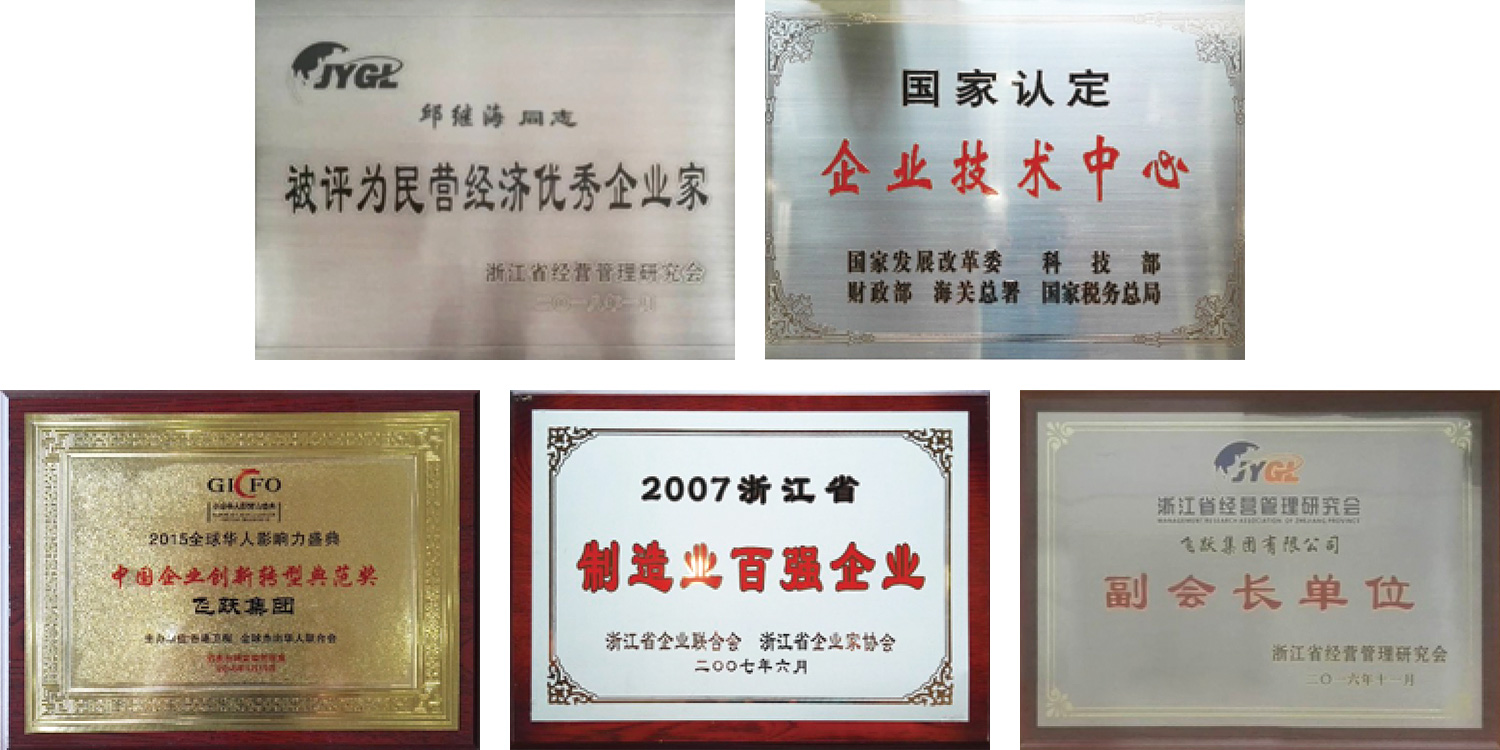 JYGL
邱继海 同志
被评为民营经济优秀企业家
浙江省经营管理研究会
国家认定
企业技术中心
国家发展改革委 科技部
财政部 海关总署 国家税务总局
GICFO
2015全球华人影响力盛典
中国企业创新转型典范奖
飞跃集团
2007浙江省
制造业百强企业
浙江省企业联合会 浙江省企业家协会
二〇〇七年六月
JYGL
浙江省经营管理研究会
MANAGEMENT RESEARCH ASSOCIATION OF ZHEJIANG PROVINCE
飞跃集团有限公司
副会长单位
浙江省经营管理研究会
二〇一六年十一月